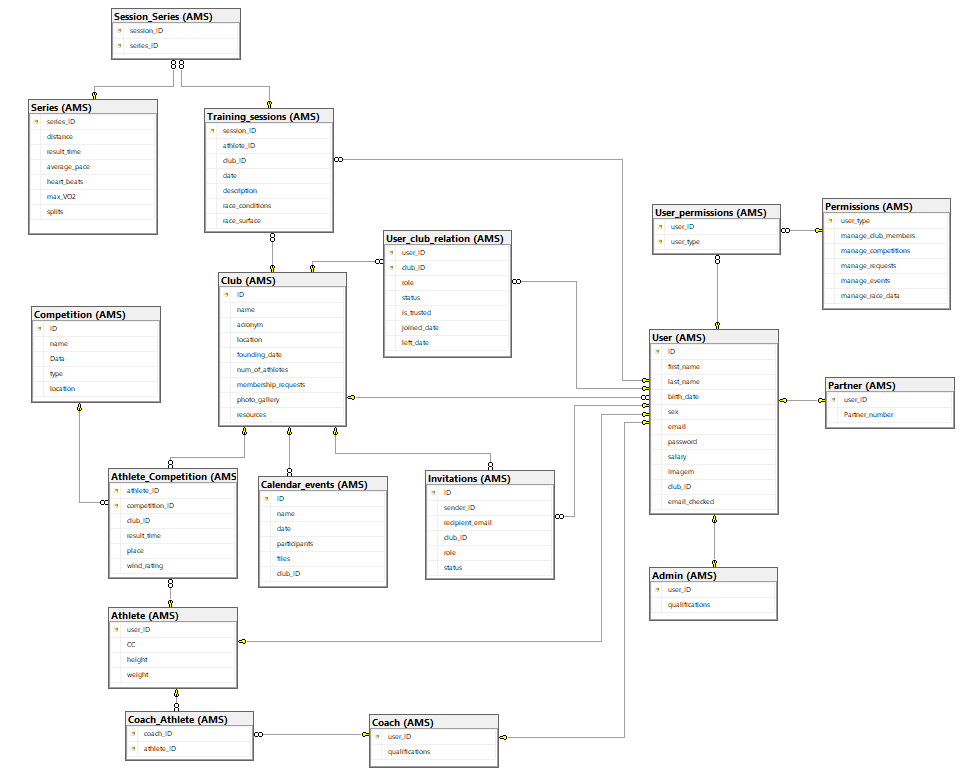 Session_Series (AMS)
session_ID
series_ID
Series (AMS)
series_ID
distance
result_time
average_pace
heart_beats
max_VO2
splits
Training_sessions (AMS)
session_ID
athlete_ID
club_ID
date
description
race_conditions
race_surface
User_club_relation (AMS)
user_ID
club_ID
role
status
is_trusted
joined_date
left_date
User_permissions (AMS)
user_ID
user_type
Permissions (AMS)
user_type
manage_club_members
manage_competitions
manage_requests
manage_events
manage_race_data
Club (AMS)
ID
name
acronym
location
founding_date
num_of_athletes
membership_requests
photo_gallery
resources
Competition (AMS)
ID
name
Data
type
location
User (AMS)
ID
first_name
last_name
birth_date
sex
email
password
salary
Imagem
club_ID
email_checked
Partner (AMS)
user_ID
Partner_number
Athlete_Competition (AMS
athlete_ID
competition_ID
club_ID
result_time
place
wind_rating
Calendar_events (AMS)
ID
name
date
participants
files
club_ID
Invitations (AMS)
ID
sender_ID
recipient_email
club_ID
role
status
Admin (AMS)
user_ID
qualifications
Athlete (AMS)
user_ID
CC
height
weight
Coach_Athlete (AMS)
coach_ID
athlete_ID
Coach (AMS)
user_ID
qualifications